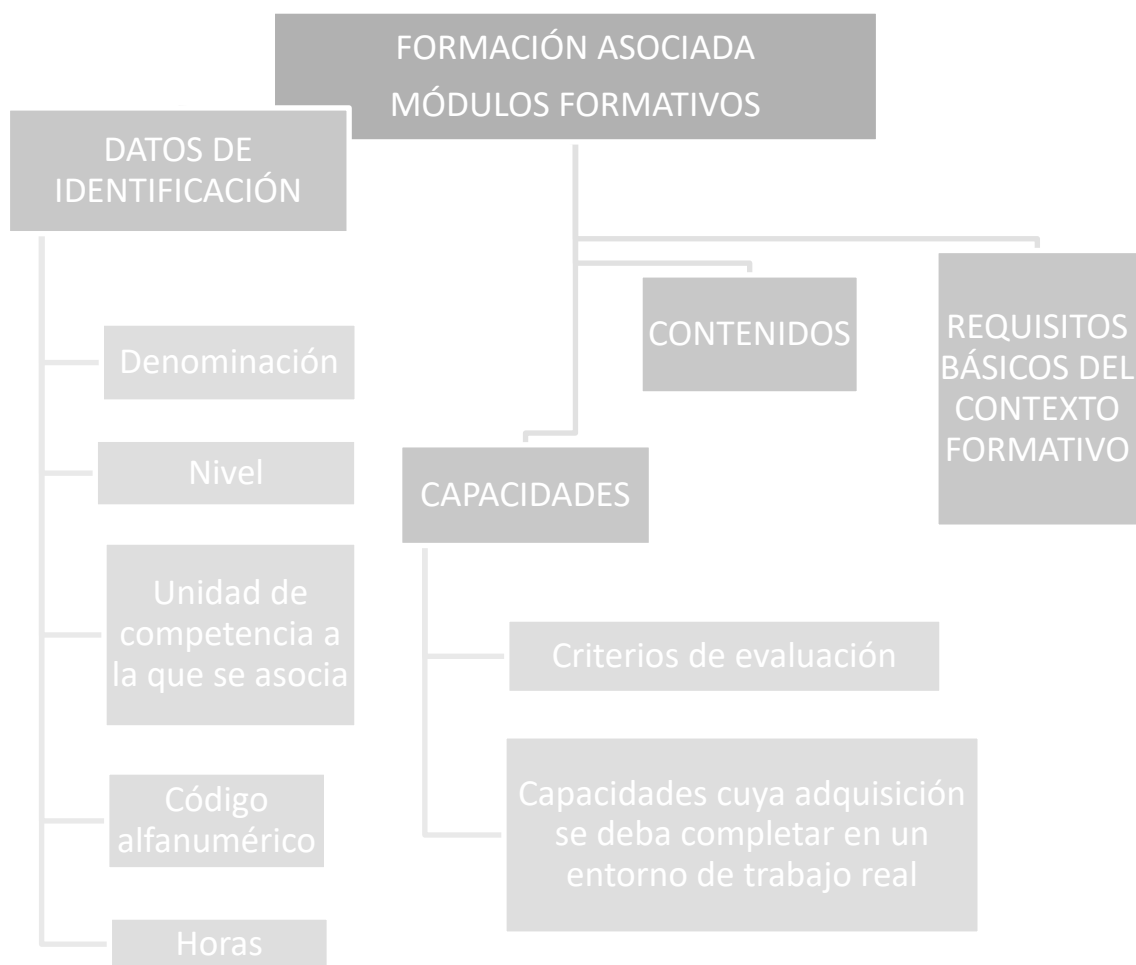 FORMACIÓN ASOCIADA
MÓDULOS FORMATIVOS
DATOS DE
IDENTIFICACIÓN
Denominación
Nivel
Unidad de
competencia a
la que se asocia
Código
alfanumérico
Horas
CAPACIDADES
Criterios de evaluación
Capacidades cuya adquisición
se deba completar en un
entorno de trabajo real
CONTENIDOS
REQUISITOS
BÁSICOS DEL
CONTEXTO
FORMATIVO